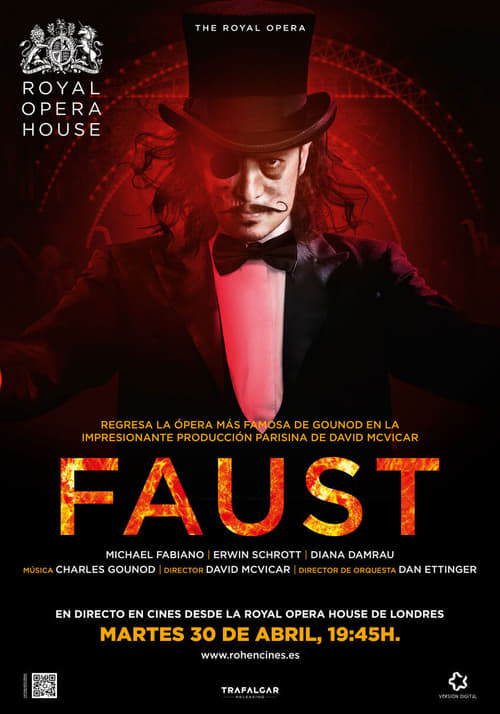 THE ROYAL OPERA
ROYAL
OPERA
HOUSE
REGRESA LA ÓPERA MÁS FAMOSA DE GOUNOD EN LA
IMPRESIONANTE PRODUCCIÓN PARISINA DE DAVID MCVICAR
FAUST
MICHAEL FABIANO | ERWIN SCHROTT | DIANA DAMRAU
MÚSICA CHARLES GOUNOD | DIRECTOR DAVID MCVICAR | DIRECTOR DE ORQUESTA DAN ETTINGER
EN DIRECTO EN CINES DESDE LA ROYAL OPERA HOUSE DE LONDRES
MARTES 30 DE ABRIL, 19:45H.
www.rohencines.es
TRAFALGAR
RELEASING
VERSIÓN DIGITAL